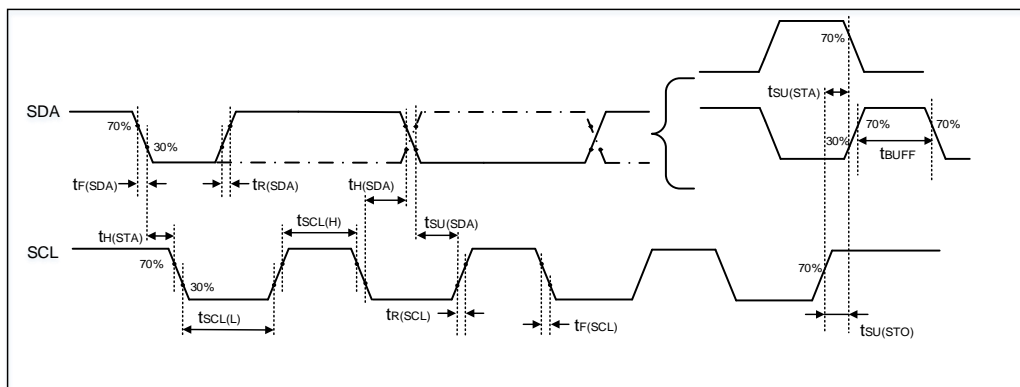 70%
tSU(STA)
SDA
70%
30%
30%
70%
70%
tBUFF
tF(SDA)
tR(SDA)
tH(SDA)
tSU(SDA)
tSCL(H)
tH(STA)
SCL
70%
30%
70%
tSCL(L)
tR(SCL)
tF(SCL)
tSU(STO)